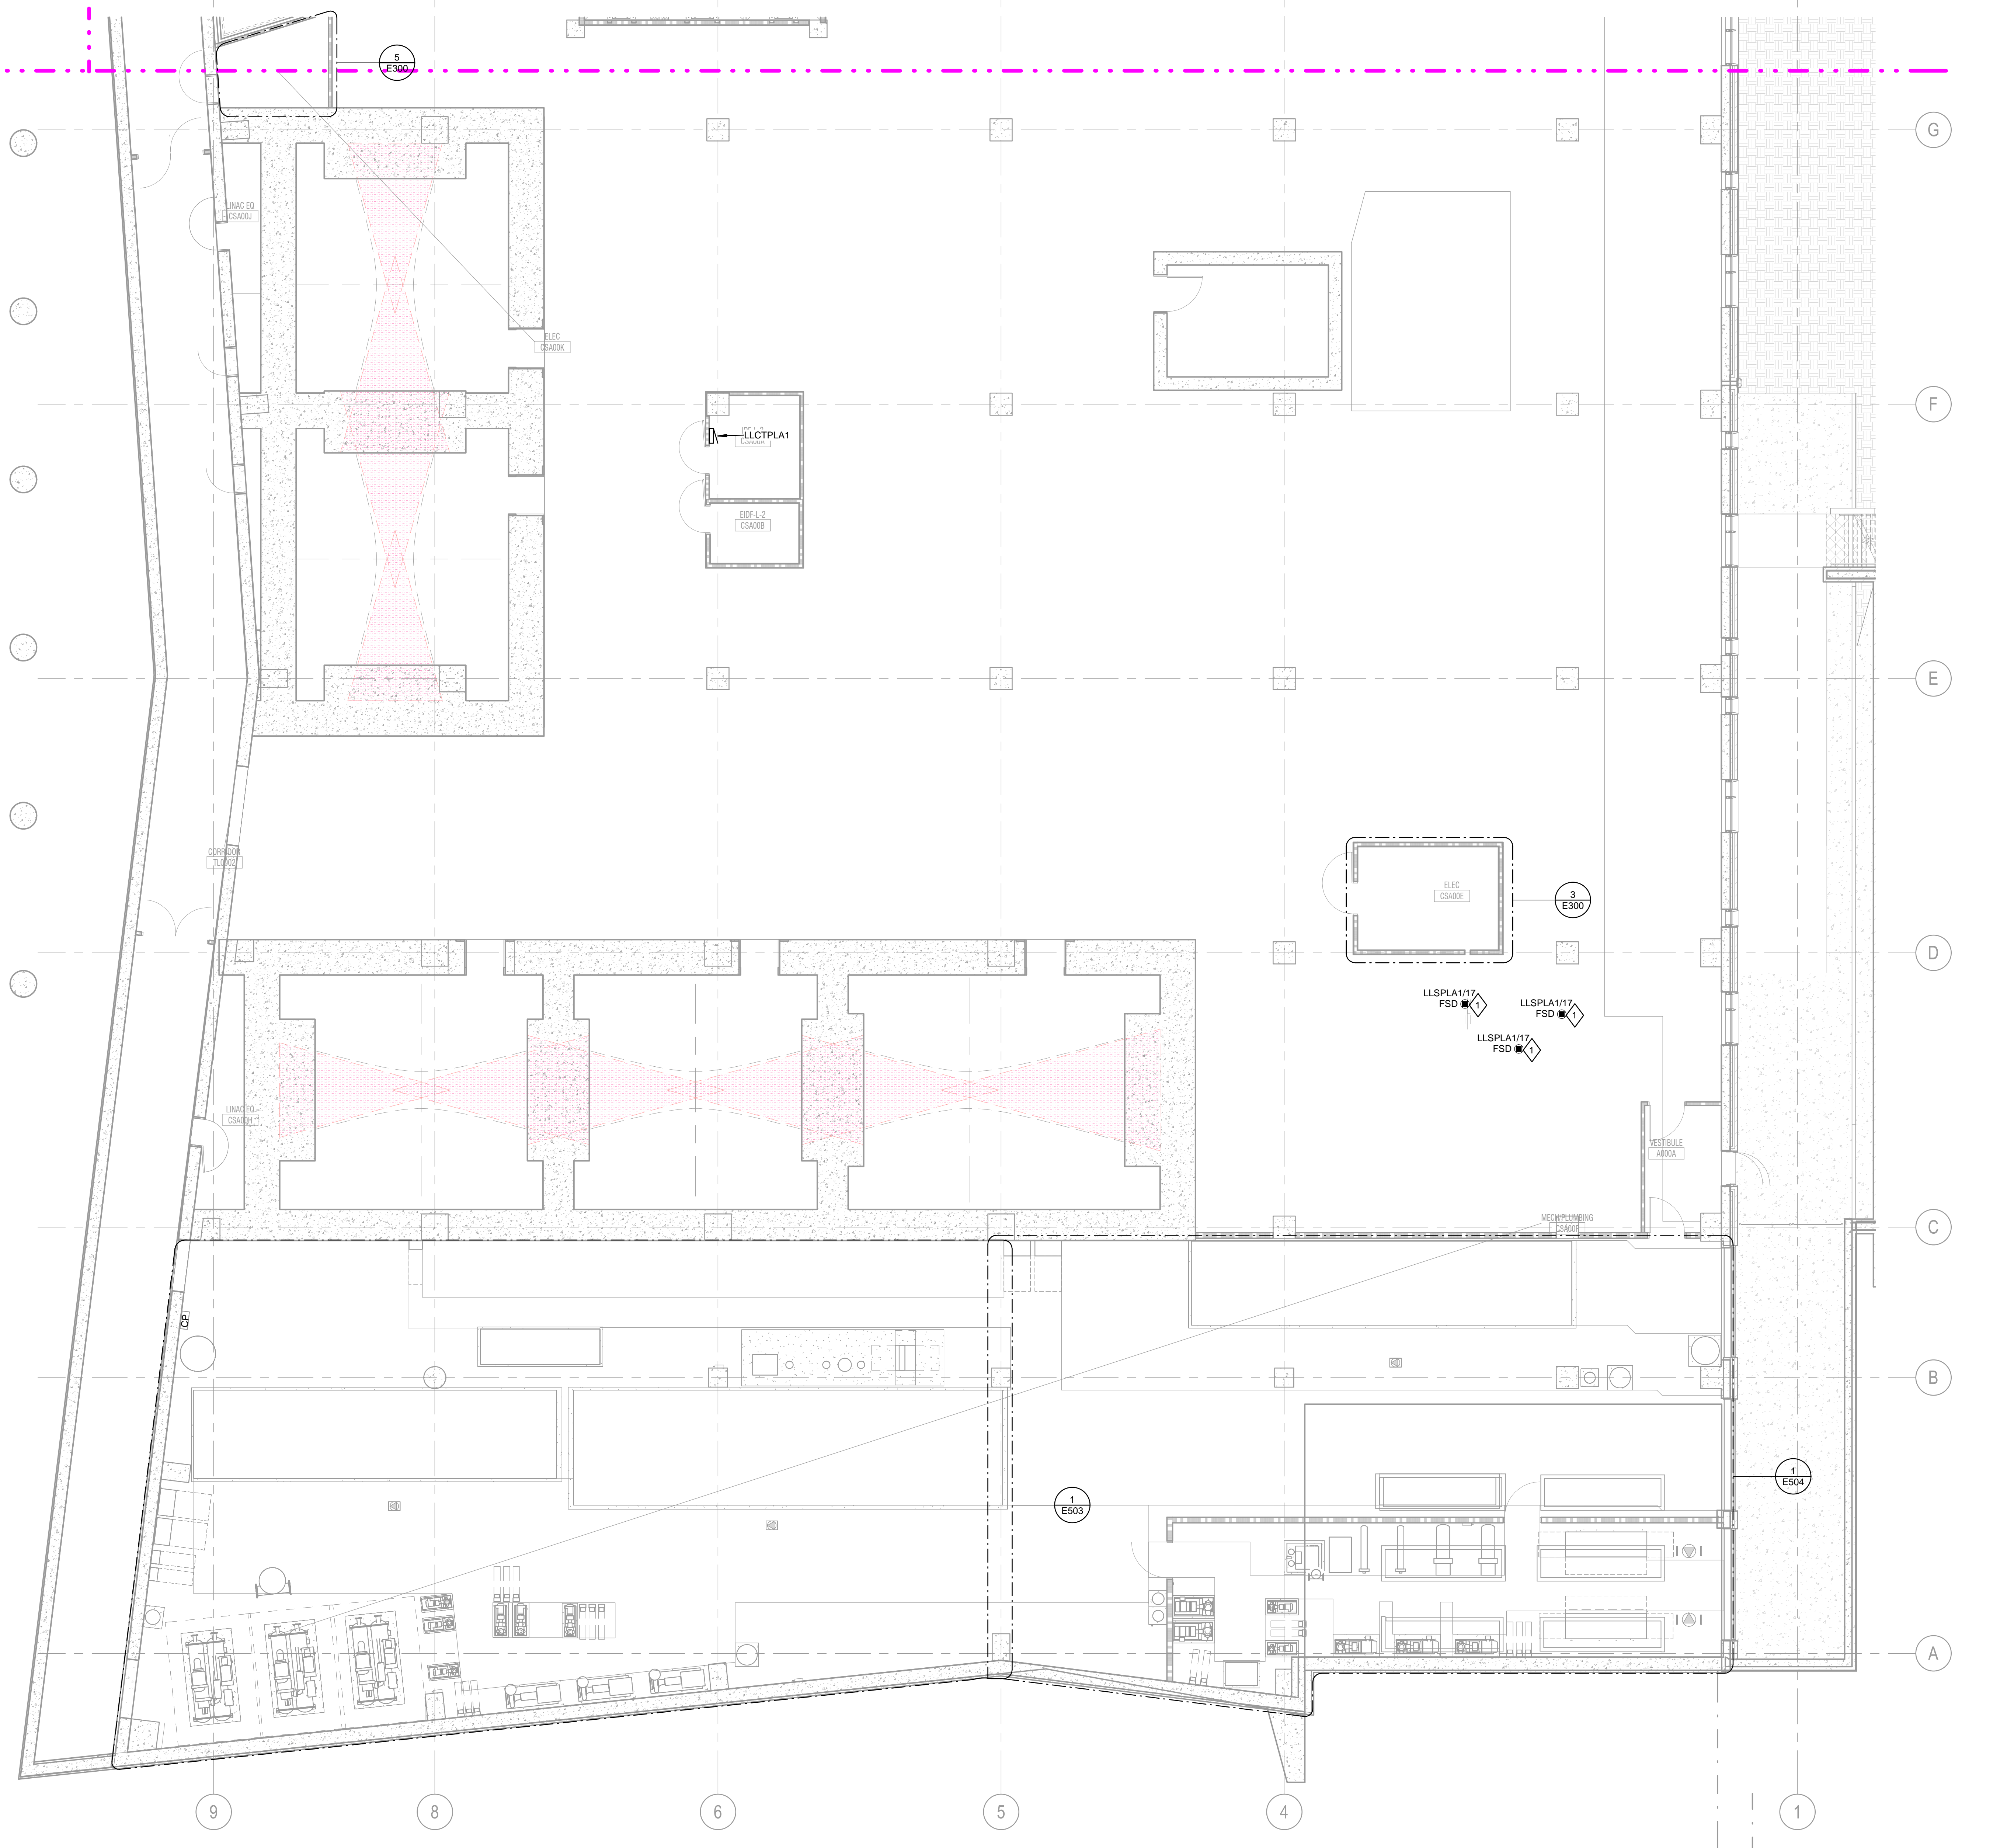 5
E300
G
LINAC EQ
CSA00J
ELEC
CSA00K
F
LLCTPLA1
CSA00A
EIDF-L-2
CSA00B
E
CORRIDOR
TL0002
ELEC
CSA00E
3
E300
D
LLSPLA1/17
FSD
1
LLSPLA1/17
FSD
1
LLSPLA1/17
FSD
1
LINAC EQ
CSA00H
VESTIBULE
A000A
MECH/PLUMBING
CSA00F
C
CP
B
1
E504
1
E503
A
9
8
6
5
4
1